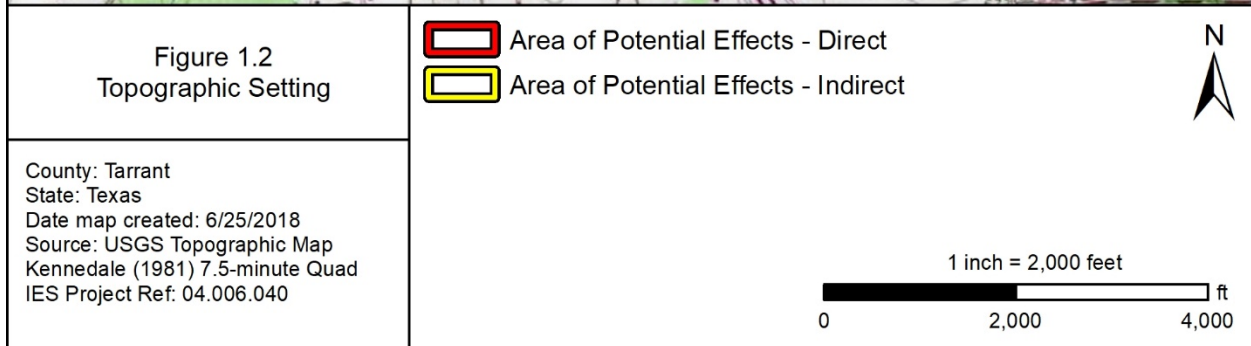 Figure 1.2
Topographic Setting
County: Tarrant
State: Texas
Date map created: 6/25/2018
Source: USGS Topographic Map
Kennedale (1981) 7.5-minute Quad
IES Project Ref: 04.006.040
Area of Potential Effects - Direct
Area of Potential Effects - Indirect
N
1 inch = 2,000 feet
ft
0 2,000 4,000